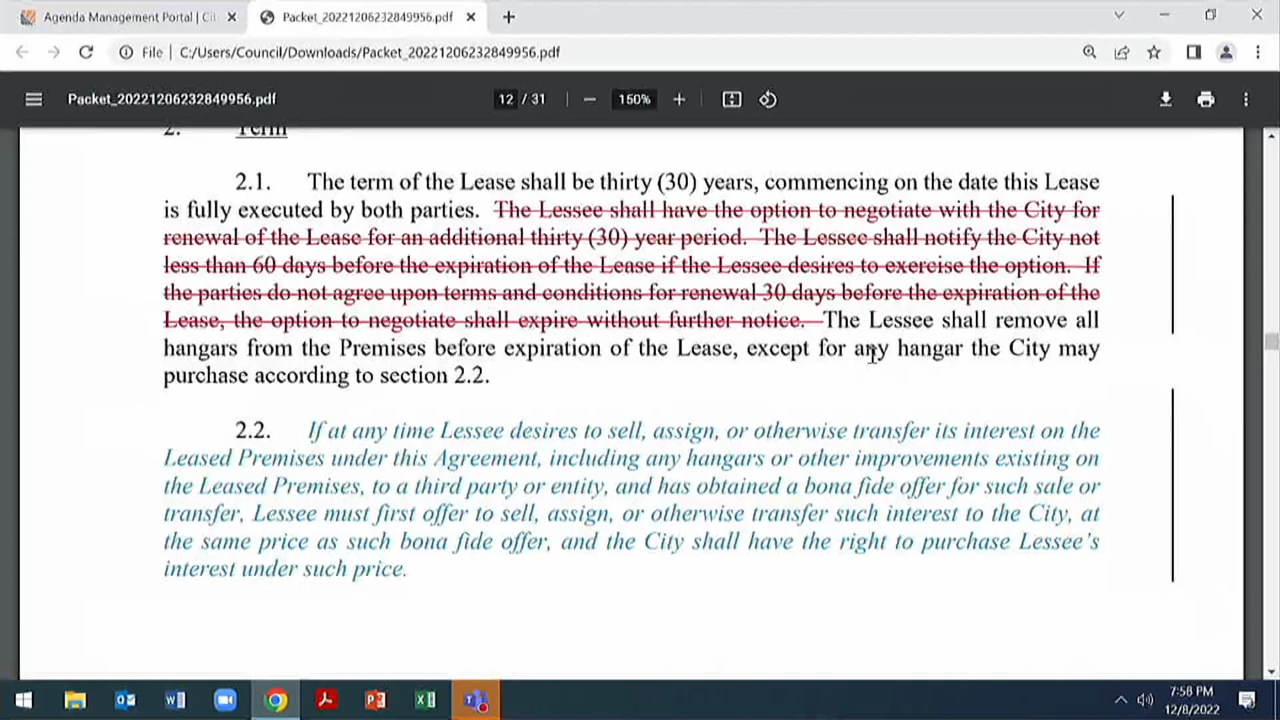 Agenda Management Portal | Cit
Packet_20221206232849956.pdf
File | C:/Users/Council/Downloads/Packet_20221206232849956.pdf
Packet_20221206232849956.pdf
12 / 31
150%
2. Term
2.1. The term of the Lease shall be thirty (30) years, commencing on the date this Lease
is fully executed by both parties. The Lessee shall have the option to negotiate with the City for
renewal of the Lease for an additional thirty (30) year period. The Lessee shall notify the City not
less than 60 days before the expiration of the Lease if the Lessee desires to exercise the option. If
the parties do not agree upon terms and conditions for renewal 30 days before the expiration of the
Lease, the option to negotiate shall expire without further notice. The Lessee shall remove all
hangars from the Premises before expiration of the Lease, except for any hangar the City may
purchase according to section 2.2.
2.2. If at any time Lessee desires to sell, assign, or otherwise transfer its interest on the
Leased Premises under this Agreement, including any hangars or other improvements existing on
the Leased Premises, to a third party or entity, and has obtained a bona fide offer for such sale or
transfer, Lessee must first offer to sell, assign, or otherwise transfer such interest to the City, at
the same price as such bona fide offer, and the City shall have the right to purchase Lessee's
interest under such price.
7:58 PM
12/8/2022